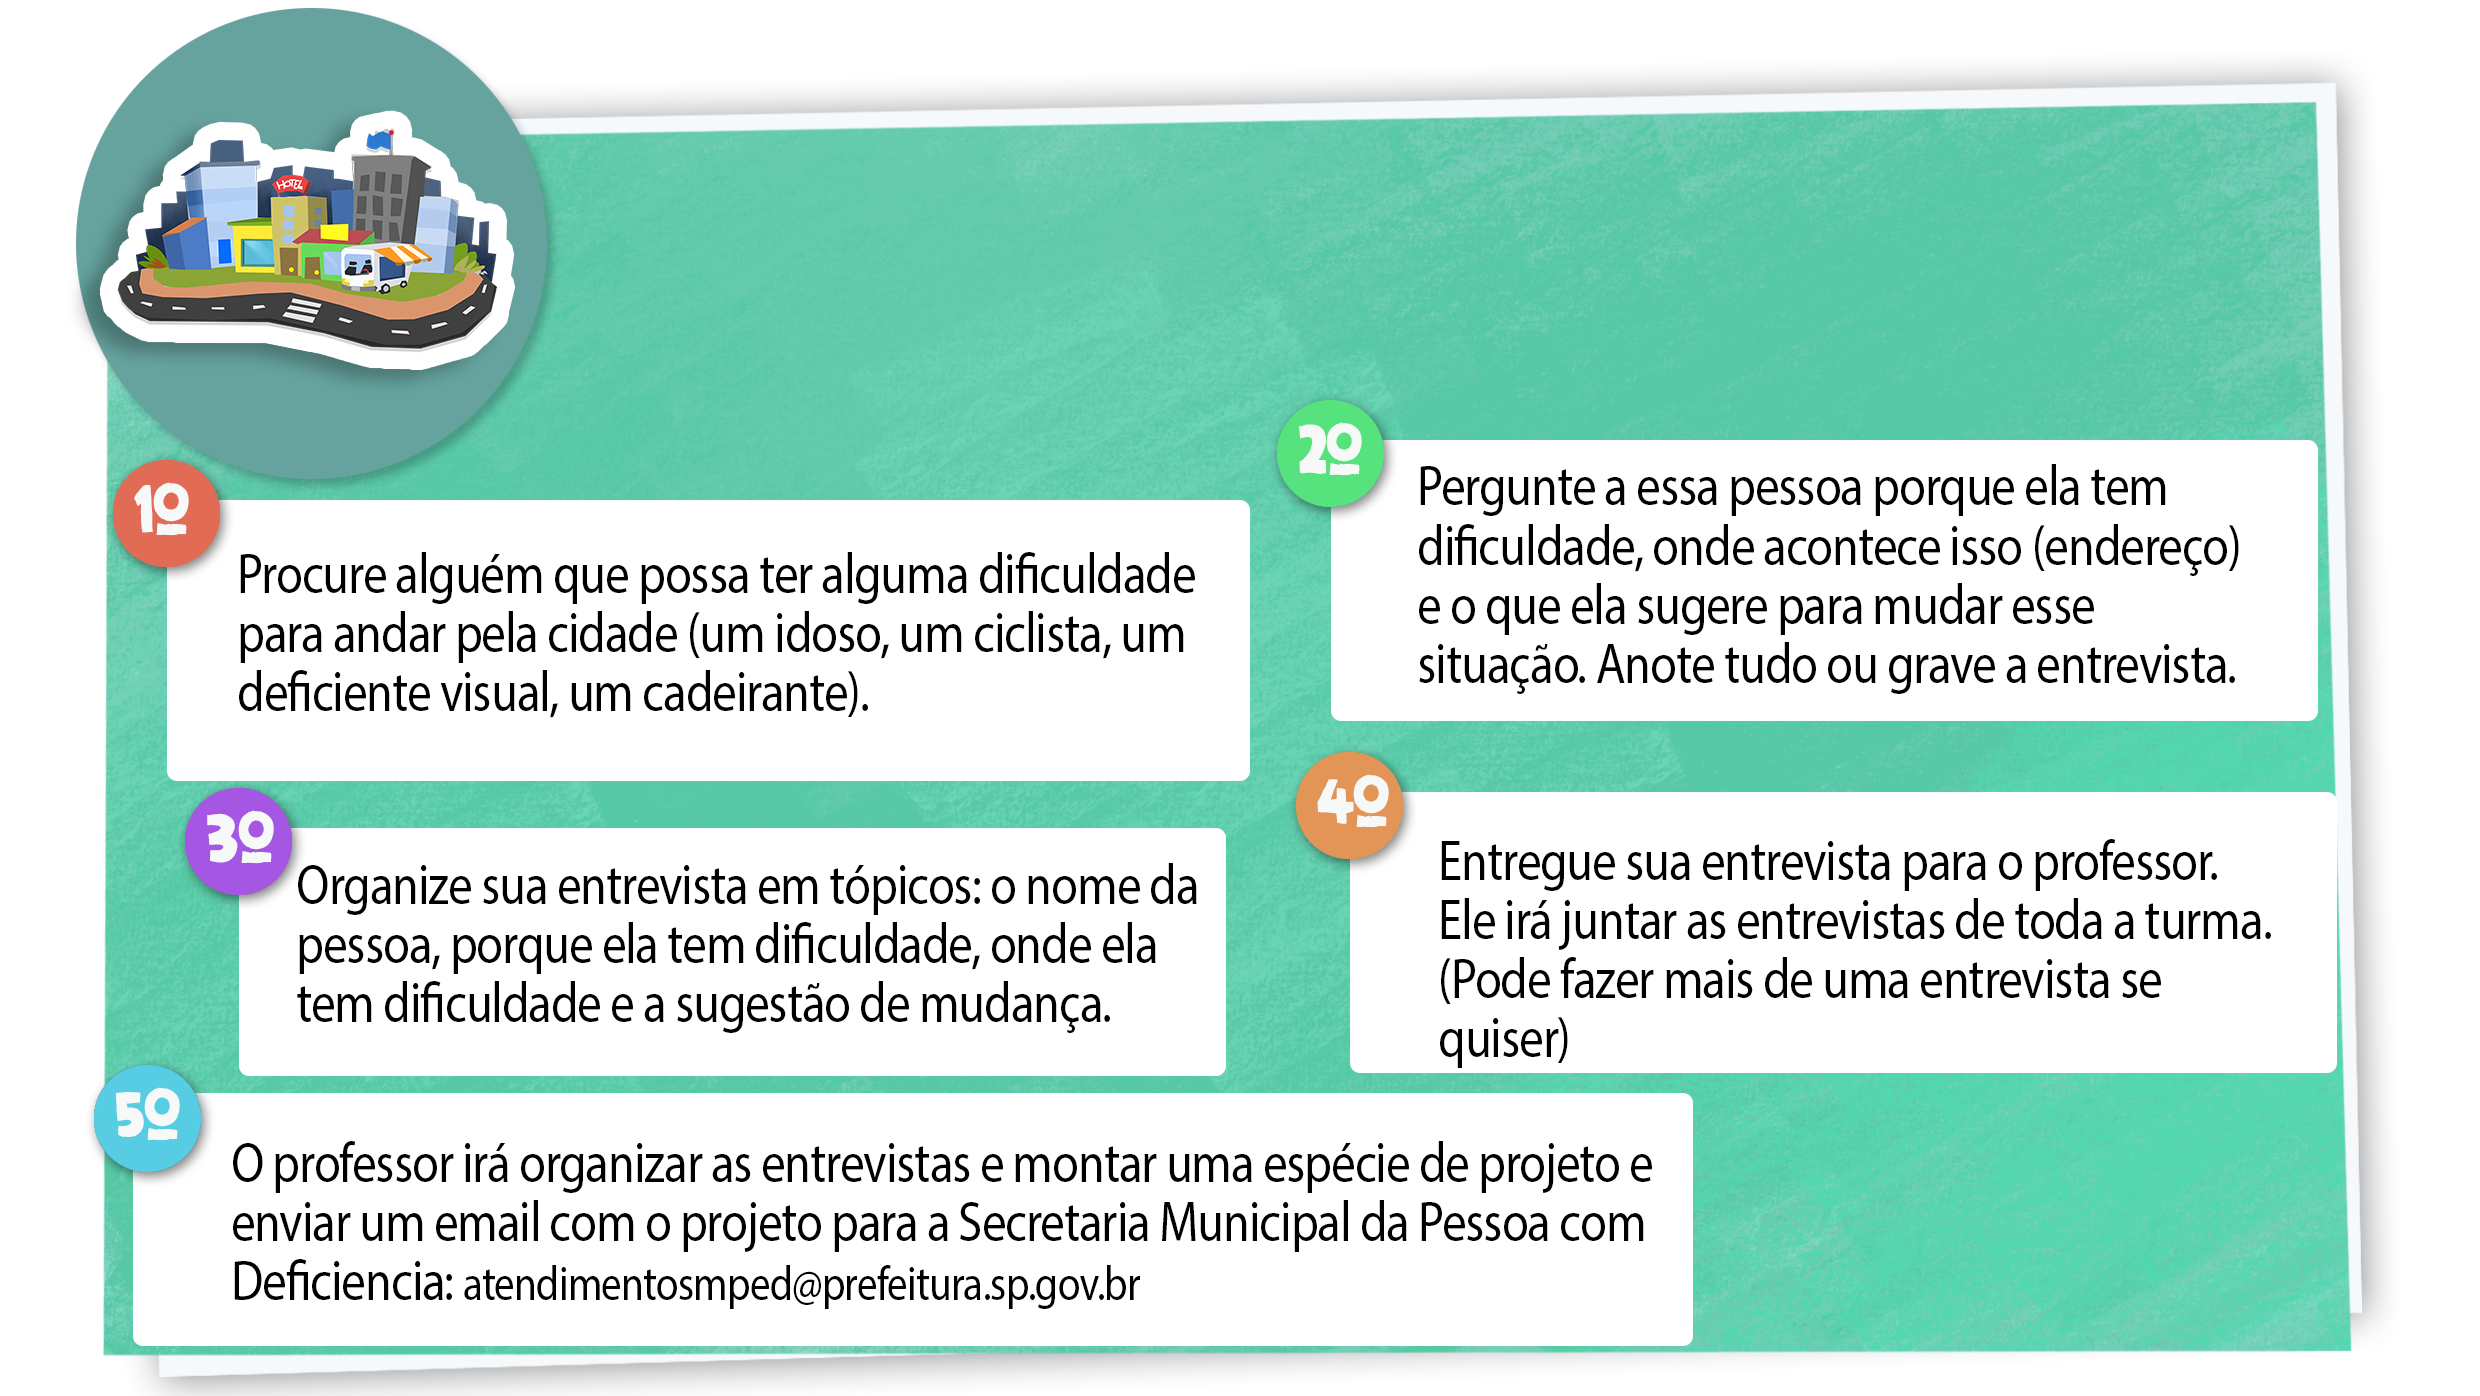 HOTEL
1º
Procure alguém que possa ter alguma dificuldade
para andar pela cidade (um idoso, um ciclista, um
deficiente visual, um cadeirante).
2º
Pergunte a essa pessoa porque ela tem
dificuldade, onde acontece isso (endereço)
e o que ela sugere para mudar esse
situação. Anote tudo ou grave a entrevista.
3º
Organize sua entrevista em tópicos: o nome da
pessoa, porque ela tem dificuldade, onde ela
tem dificuldade e a sugestão de mudança.
4º
Entregue sua entrevista para o professor.
Ele irá juntar as entrevistas de toda a turma.
(Pode fazer mais de uma entrevista se
quiser)
5º
O professor irá organizar as entrevistas e montar uma espécie de projeto e
enviar um email com o projeto para a Secretaria Municipal da Pessoa com
Deficiencia: atendimentosmped@prefeitura.sp.gov.br